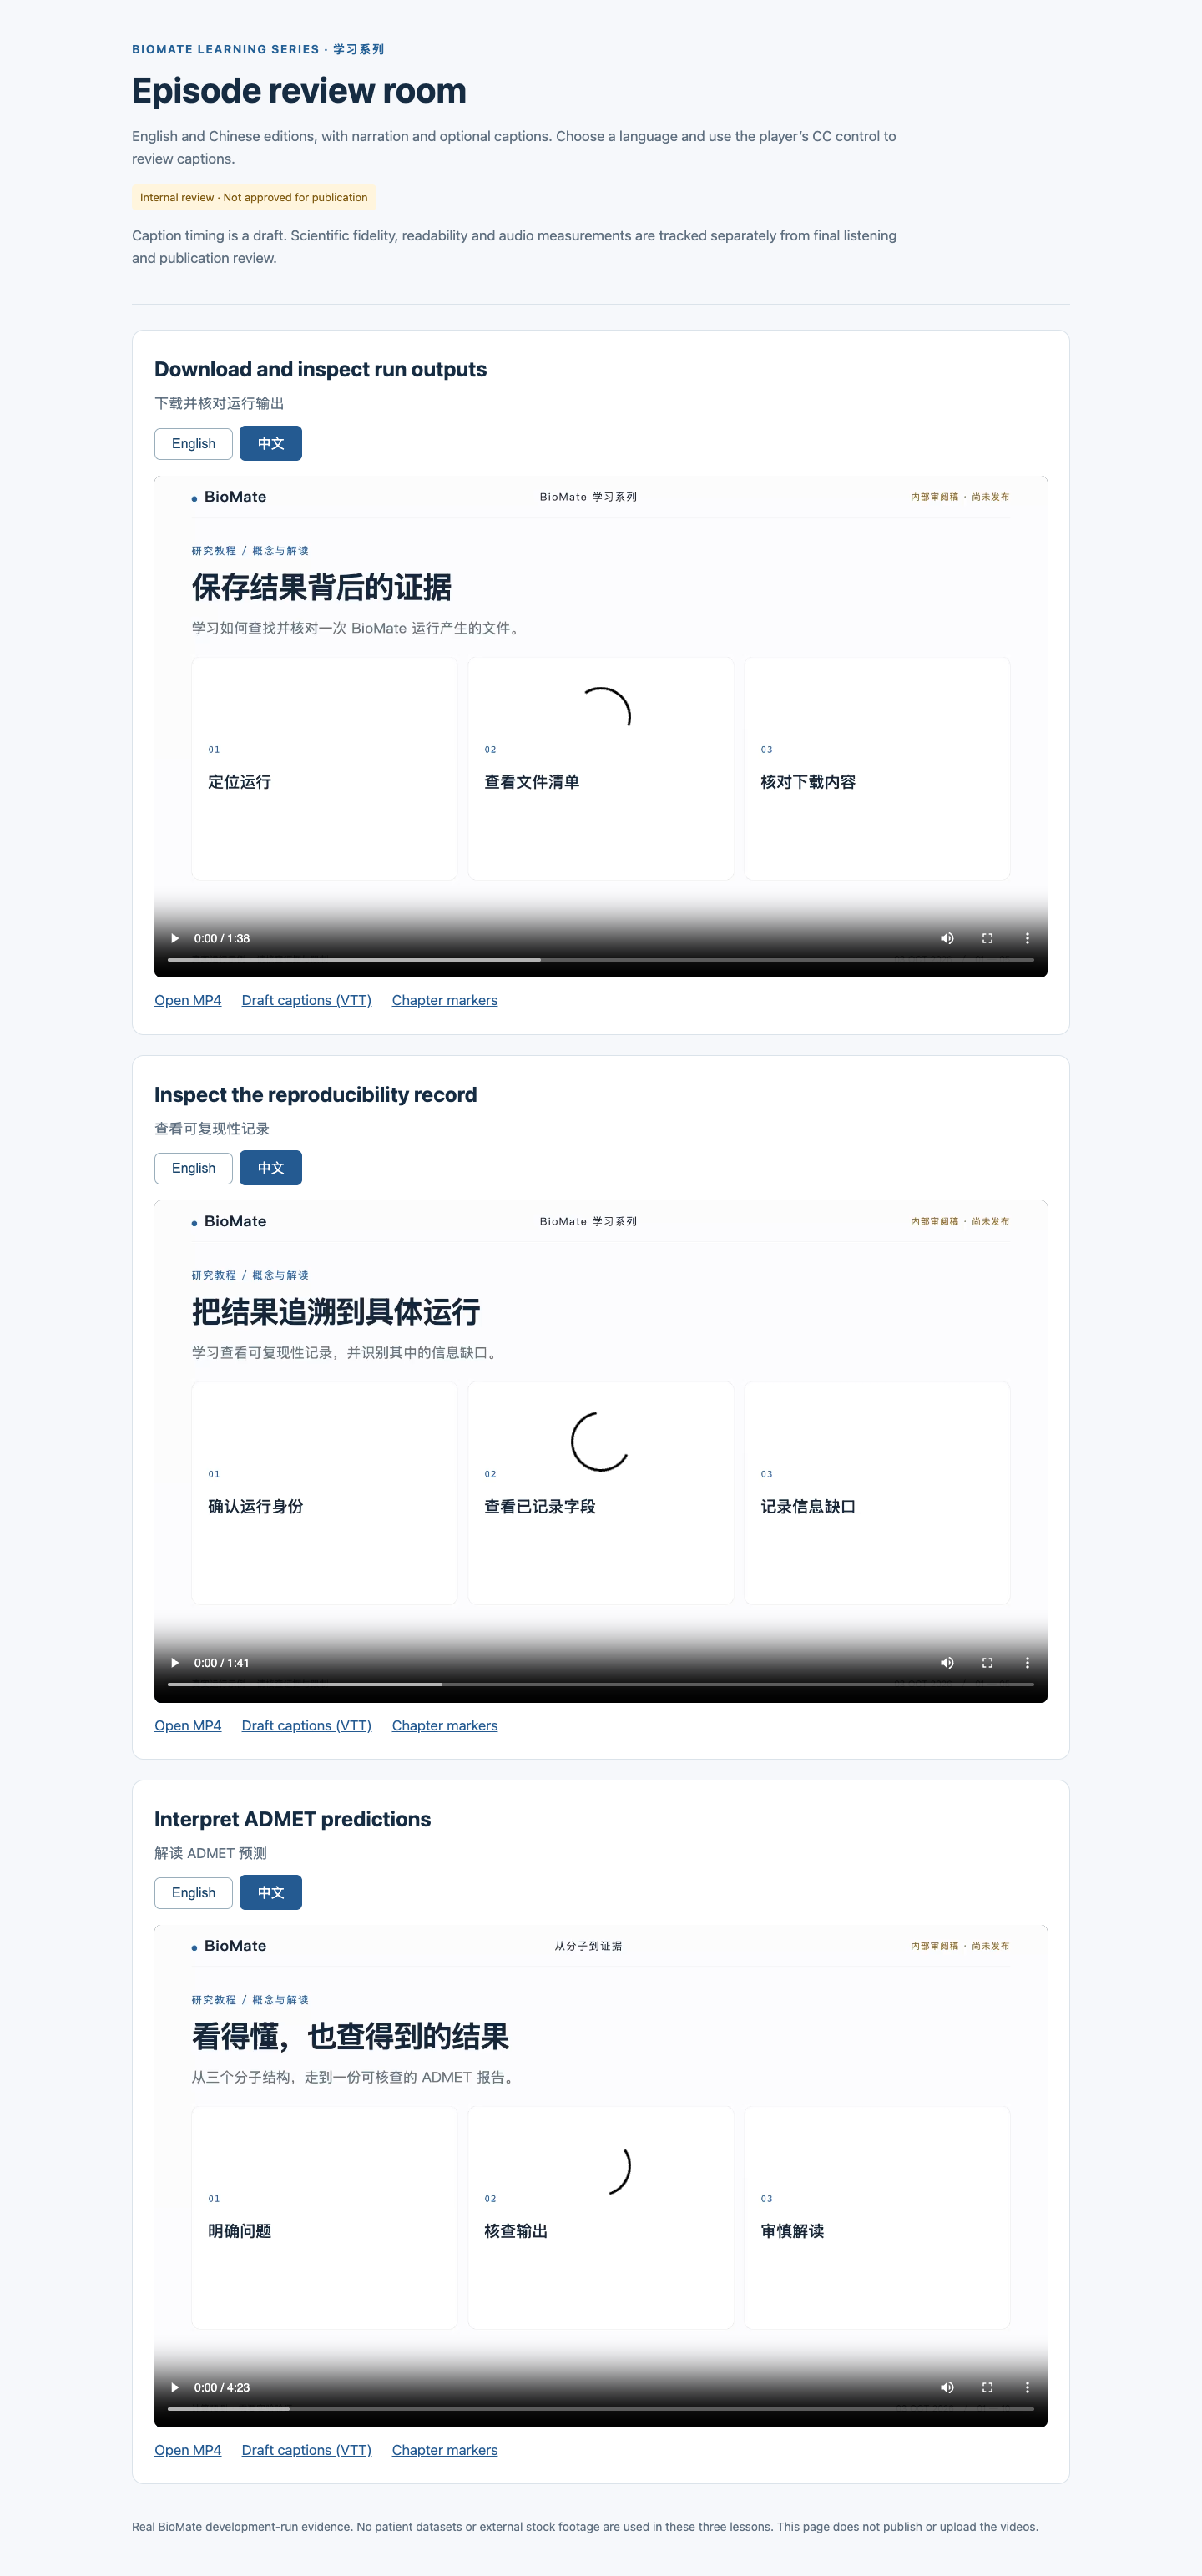 BIOMATE LEARNING SERIES · 学习系列
Episode review room
English and Chinese editions, with narration and optional captions. Choose a language and use the player’s CC control to
review captions.
Internal review · Not approved for publication
Caption timing is a draft. Scientific fidelity, readability and audio measurements are tracked separately from final listening
and publication review.
Download and inspect run outputs
下载并核对运行输出
English 中文
BioMate BioMate 学习系列 内部审阅稿 · 尚未发布
研究教程 / 概念与解读
保存结果背后的证据
学习如何查找并核对一次 BioMate 运行产生的文件。
01 02 03
定位运行 查看文件清单 核对下载内容
0:00 / 1:38
Open MP4 Draft captions (VTT) Chapter markers
Inspect the reproducibility record
查看可复现性记录
English 中文
BioMate BioMate 学习系列 内部审阅稿 · 尚未发布
研究教程 / 概念与解读
把结果追溯到具体运行
学习查看可复现性记录，并识别其中的信息缺口。
01 02 03
确认运行身份 查看已记录字段 记录信息缺口
0:00 / 1:41
Open MP4 Draft captions (VTT) Chapter markers
Interpret ADMET predictions
解读 ADMET 预测
English 中文
BioMate 从分子到证据 内部审阅稿 · 尚未发布
研究教程 / 概念与解读
看得懂，也查得到的结果
从三个分子结构，走到一份可核查的 ADMET 报告。
01 02 03
明确问题 核查输出 审慎解读
0:00 / 4:23
Open MP4 Draft captions (VTT) Chapter markers
Real BioMate development-run evidence. No patient datasets or external stock footage are used in these three lessons. This page does not publish or upload the videos.